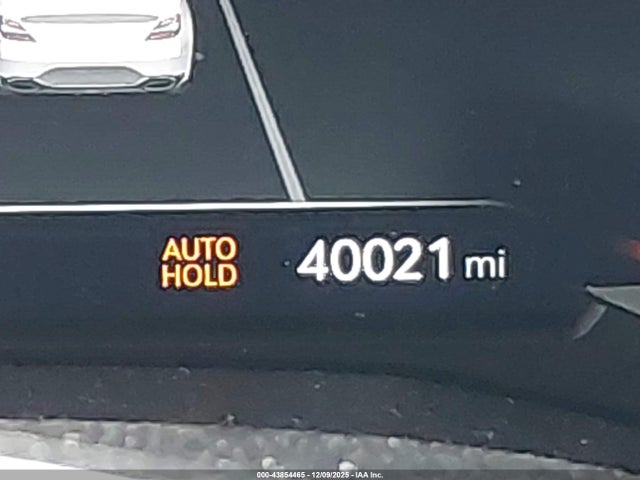 AUTO
HOLD
40021 mi
000-43854465 - 12/09/2025 - IAA Inc.